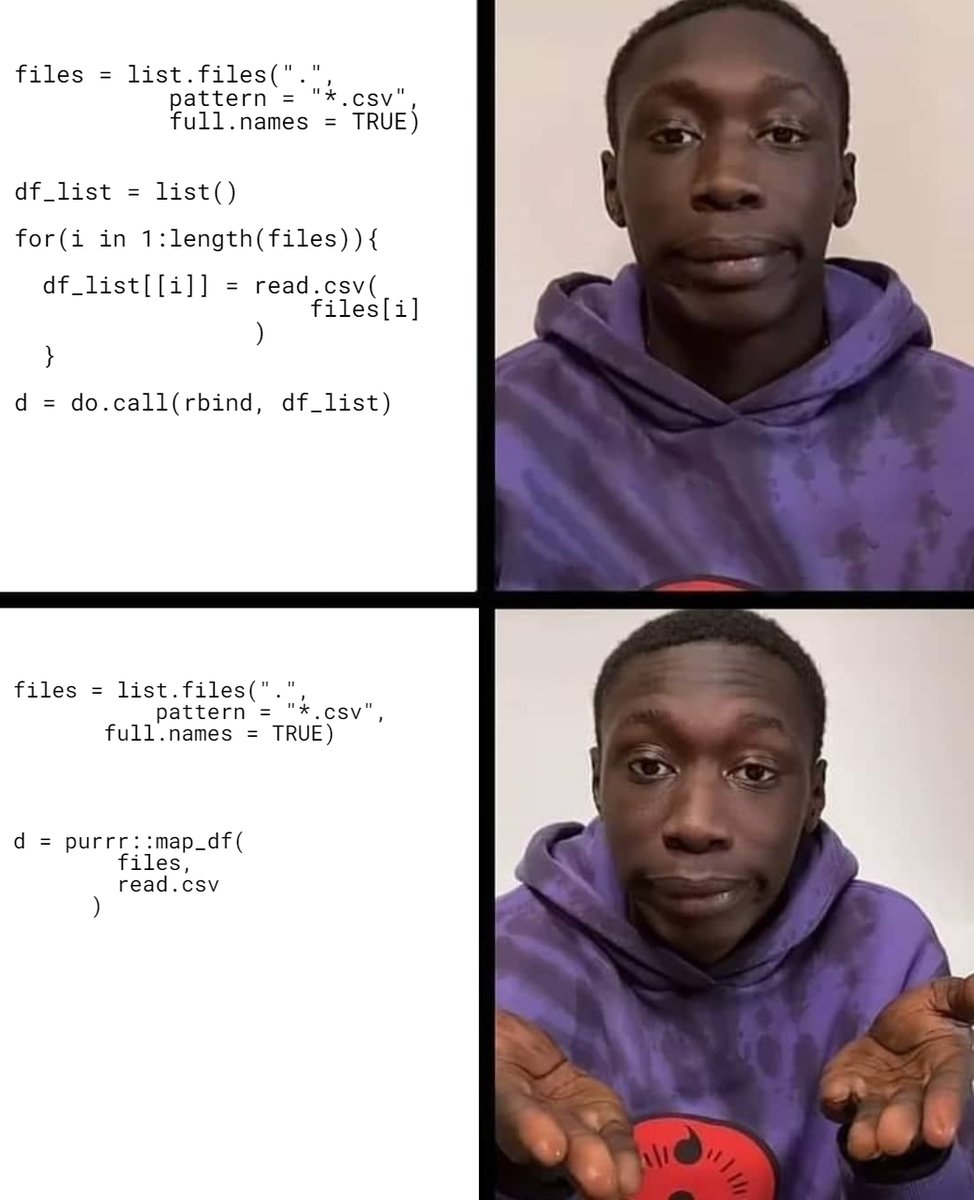 files = list.files(".",
pattern = "*.csv",
full.names = TRUE)
df_list = list()
for(i in 1:length(files)){
df_list[[i]] = read.csv(
files[i]
)
}
d = do.call(rbind, df_list)
files = list.files(".",
pattern = "*.csv",
full.names = TRUE)
d = purrr::map_df(
files,
read.csv
)